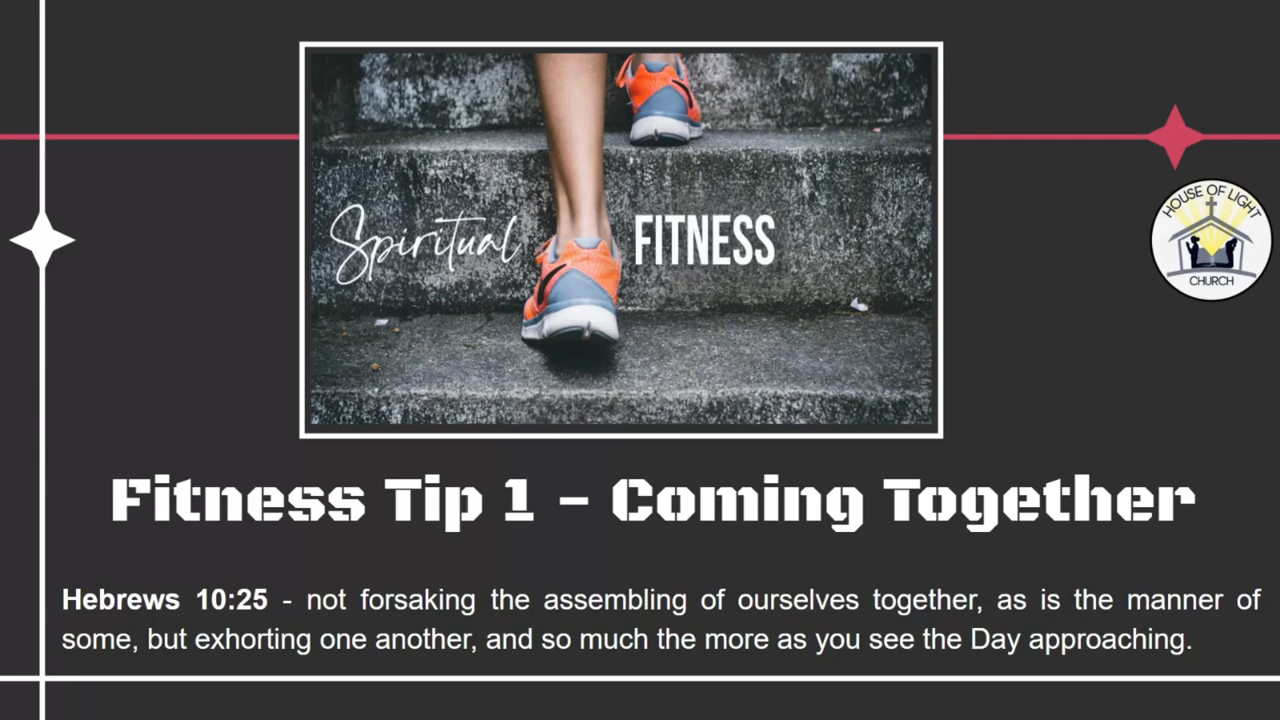 Spiritual FITNESS
HOUSE OF LIGHT
CHURCH
Fitness Tip 1 - Coming Together
Hebrews 10:25 - not forsaking the assembling of ourselves together, as is the manner of
some, but exhorting one another, and so much the more as you see the Day approaching.